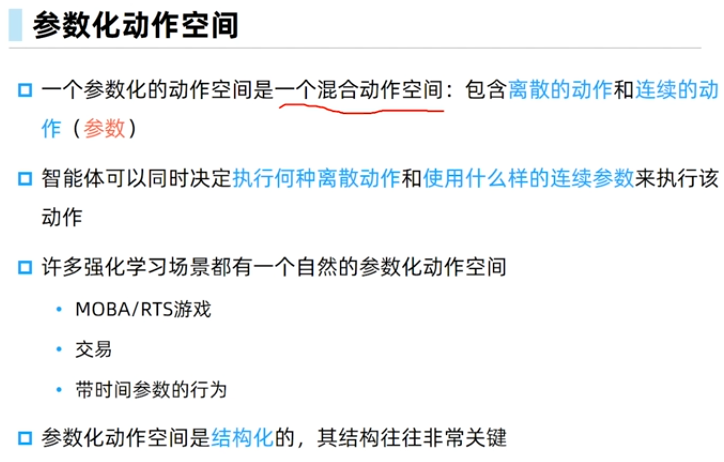 参数化动作空间
一个参数化的动作空间是一个混合动作空间：包含离散的动作和连续的动
作（参数）
智能体可以同时决定执行何种离散动作和使用什么样的连续参数来执行该
动作
许多强化学习场景都有一个自然的参数化动作空间
MOBA/RTS游戏
交易
带时间参数的行为
参数化动作空间是结构化的，其结构往往非常关键